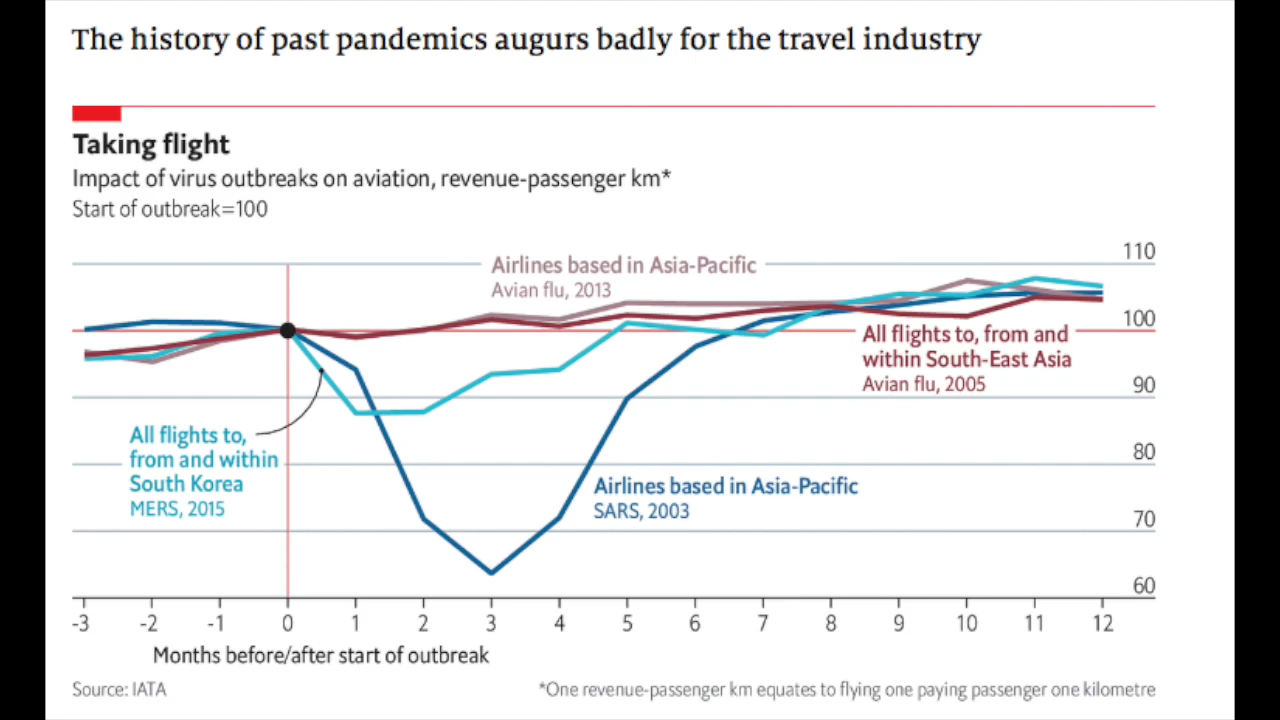 The history of past pandemics augurs badly for the travel industry
Taking flight
Impact of virus outbreaks on aviation, revenue-passenger km*
Start of outbreak=100
110
Airlines based in Asia-Pacific
Avian flu, 2013
100
All flights to, from and
within South-East Asia
Avian flu, 2005
90
All flights to,
from and within
South Korea
MERS, 2015
80
Airlines based in Asia-Pacific
SARS, 2003
70
60
-3 -2 -1 0 1 2 3 4 5 6 7 8 9 10 11 12
Months before/after start of outbreak
Source: IATA
*One revenue-passenger km equates to flying one paying passenger one kilometre